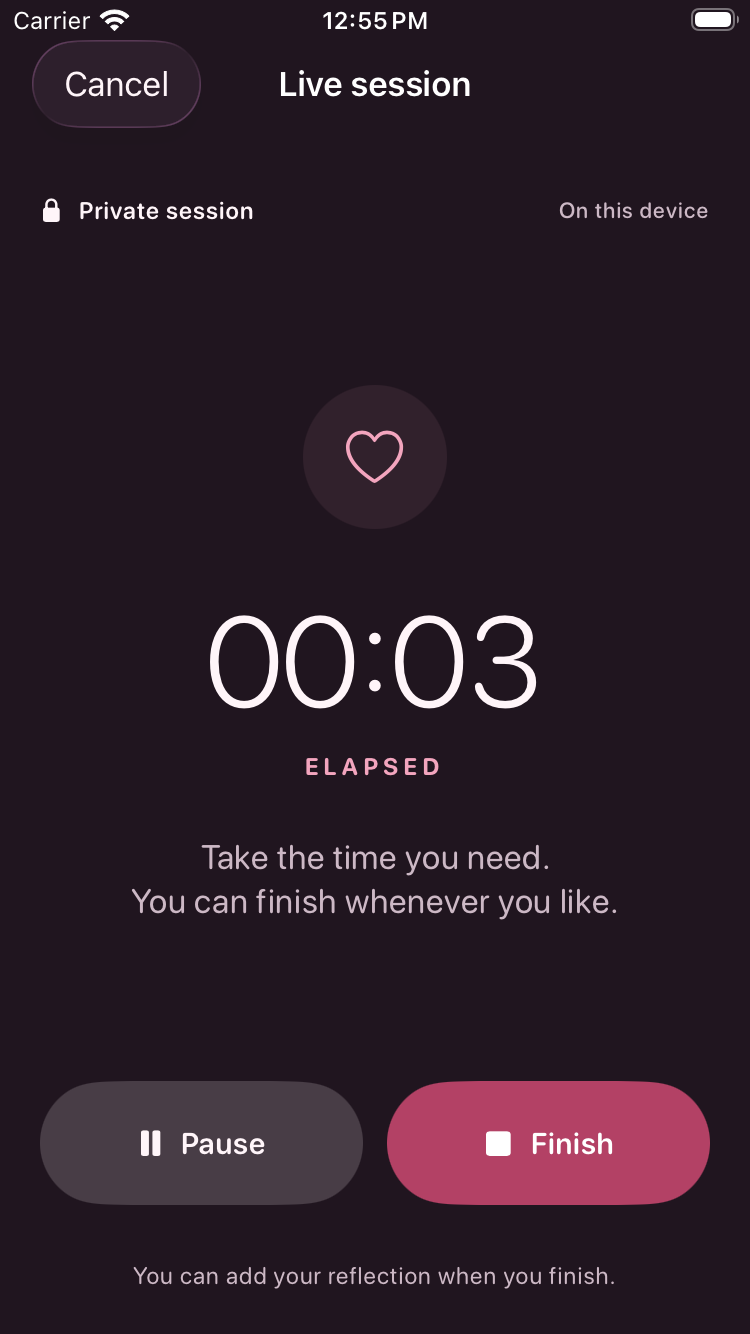 Carrier 12:55 PM
Cancel Live session
Private session On this device
00:03
ELAPSED
Take the time you need.
You can finish whenever you like.
Pause Finish
You can add your reflection when you finish.